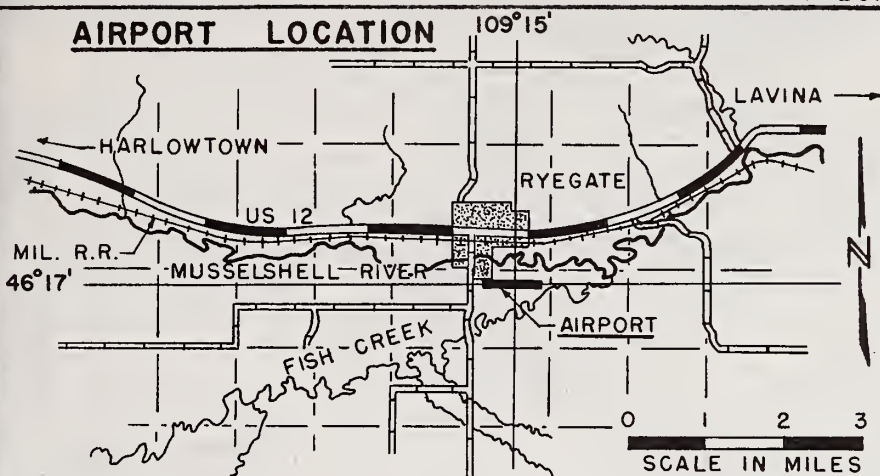 AIRPORT LOCATION
109°15'
LAVINA
HARLOWTOWN
RYEGATE
US 12
MIL. R.R.
MUSSELSHELL RIVER
46°17'
N
AIRPORT
FISH CREEK
0 1 2 3
SCALE IN MILES